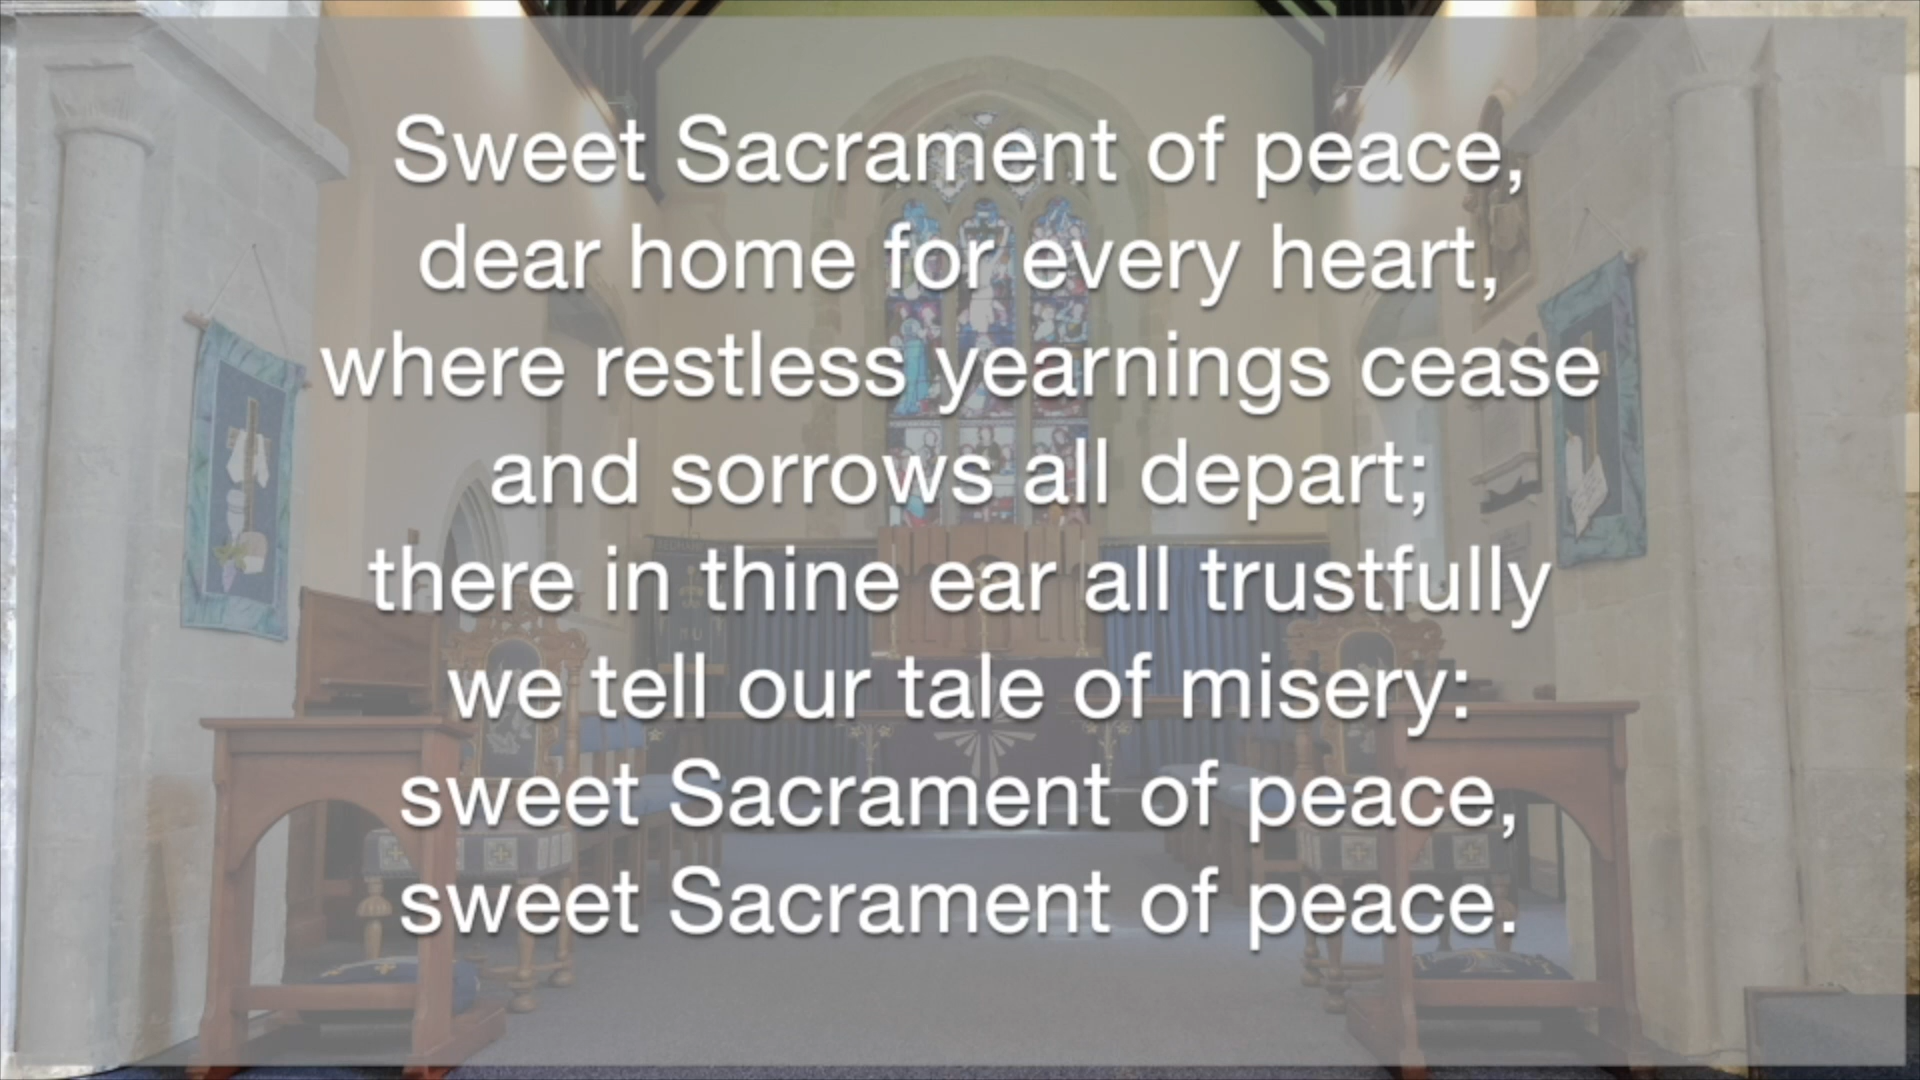 Sweet Sacrament of peace,
dear home for every heart,
where restless yearnings cease
and sorrows all depart;
there in thine ear all trustfully
we tell our tale of misery:
sweet Sacrament of peace,
sweet Sacrament of peace.